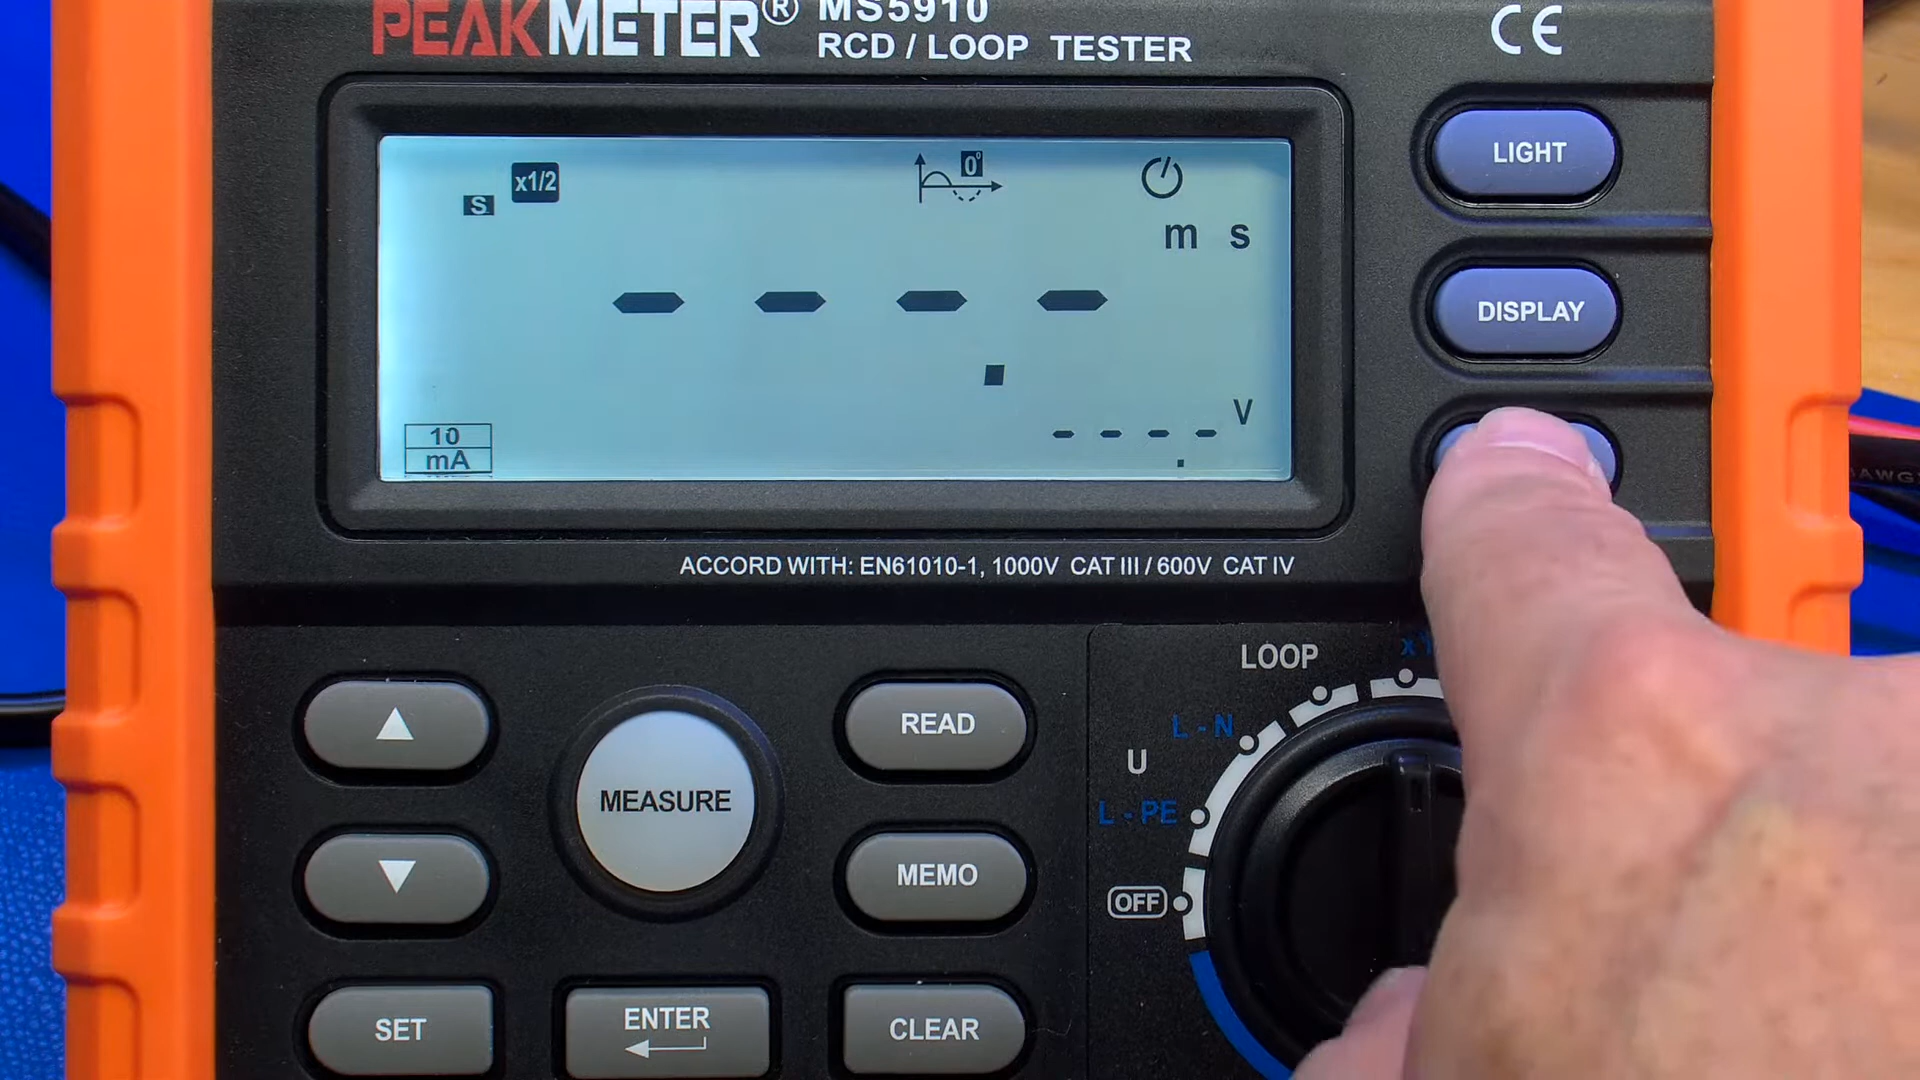 PEAKMETER® MS5910
RCD / LOOP TESTER
CE
x1/2
0°
S
m s
- - - -.
10
mA
- - - -. V
LIGHT
DISPLAY
ACCORD WITH: EN61010-1, 1000V CAT III / 600V CAT IV
LOOP
L - N
U
L - PE
OFF
▲
READ
MEASURE
▼
MEMO
SET
ENTER
CLEAR
AWG